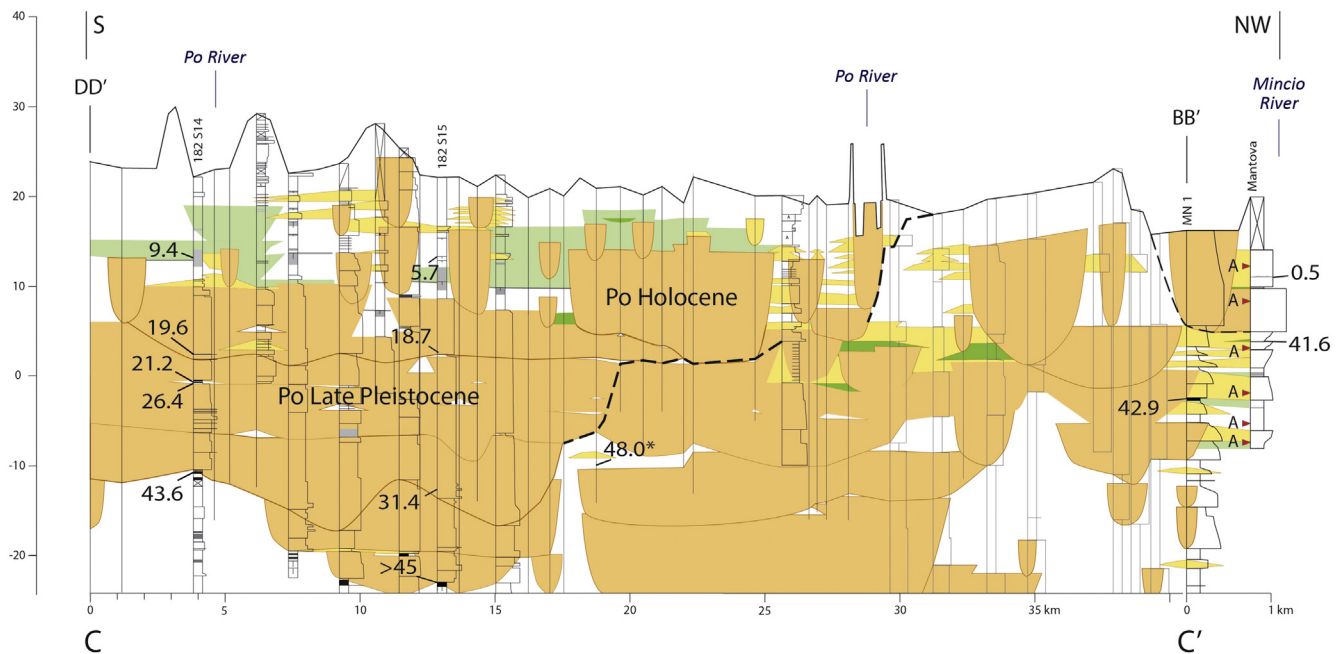 40
S
NW
Po River
Po River
Mincio
River
DD'
BB'
30
182 S14
182 S15
MN 1
Mantova
20
9.4
5.7
A
0.5
10
Po Holocene
A
19.6
18.7
41.6
A
21.2
0
26.4
Po Late Pleistocene
42.9
A
A
A
48.0*
-10
43.6
31.4
-20
>45
0
5
10
15
20
25
30
35 km
0
1 km
C
C'